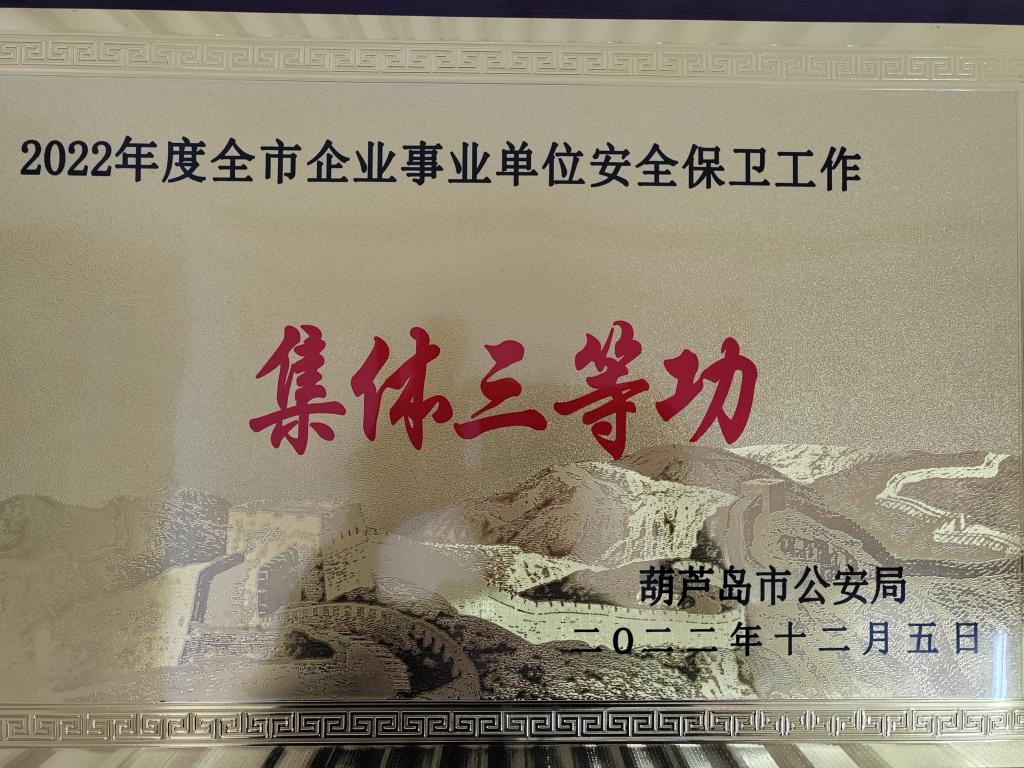 2022年度全市企业事业单位安全保卫工作
集体三等功
葫芦岛市公安局
二〇二二年十二月五日